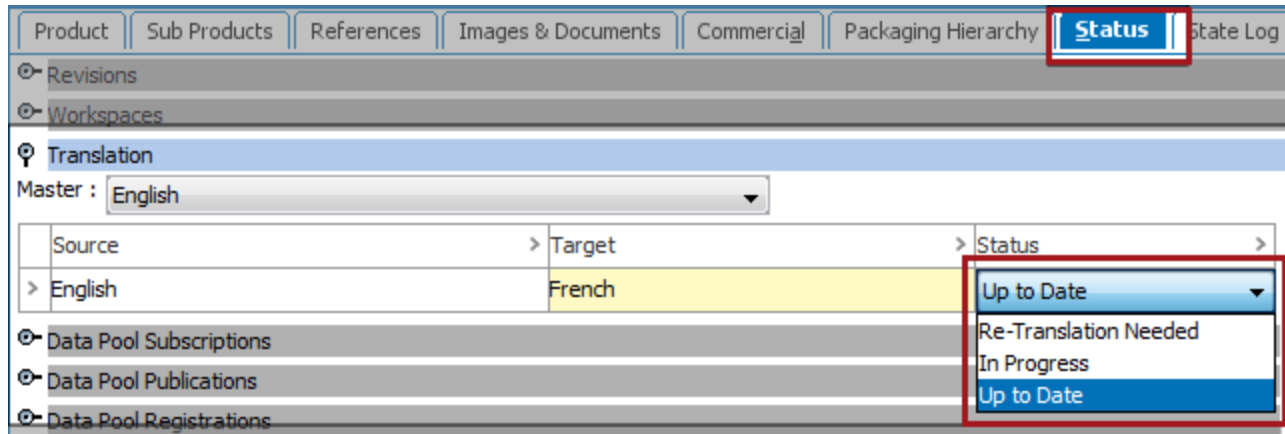 Product Sub Products References Images & Documents Commercial Packaging Hierarchy Status State Log
Revisions
Workspaces
Translation
Master : English
Source > Target > Status >
> English French Up to Date
Re-Translation Needed
In Progress
Up to Date
Data Pool Subscriptions
Data Pool Publications
Data Pool Registrations